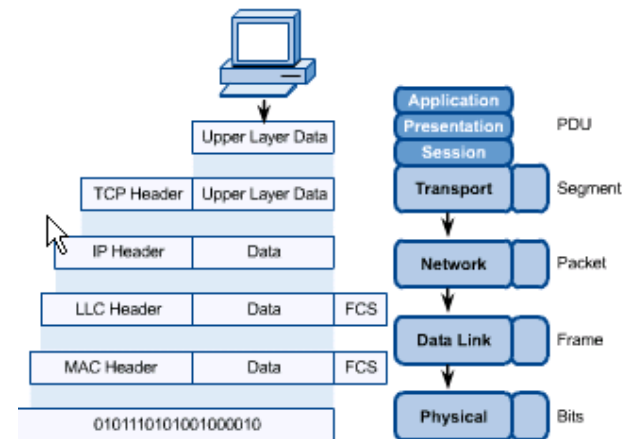 Upper Layer Data
TCP Header Upper Layer Data
IP Header Data
LLC Header Data FCS
MAC Header Data FCS
0101110101001000010
Application
Presentation PDU
Session
Transport Segment
Network Packet
Data Link Frame
Physical Bits